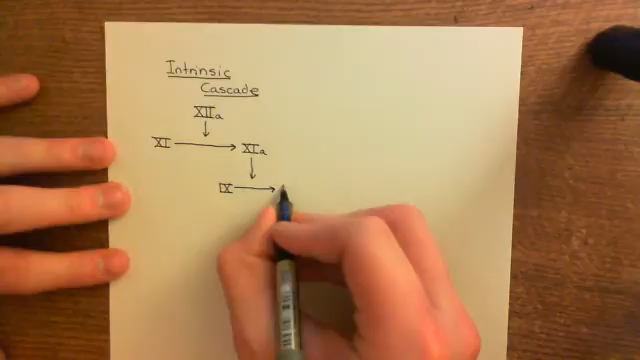 Intrinsic
Cascade
XIIa
XI → XIa
IX →